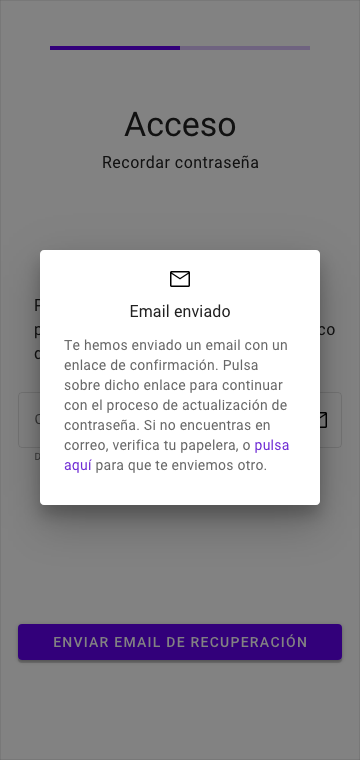 Acceso
Recordar contraseña
Email enviado
Te hemos enviado un email con un
enlace de confirmación. Pulsa
sobre dicho enlace para continuar
con el proceso de actualización de
contraseña. Si no encuentras en
correo, verifica tu papelera, o pulsa
aquí para que te enviemos otro.
ENVIAR EMAIL DE RECUPERACIÓN